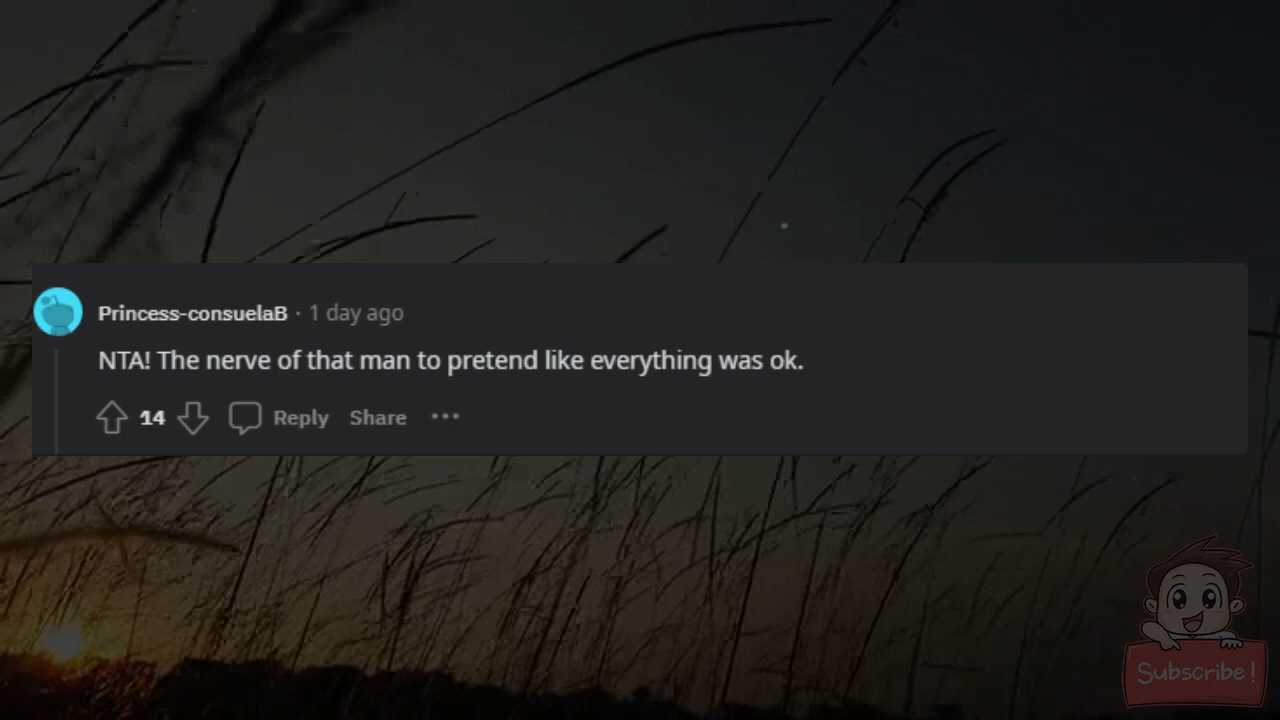 Princess-consuelaB · 1 day ago
NTA! The nerve of that man to pretend like everything was ok.
14 Reply Share ···
Subscribe!